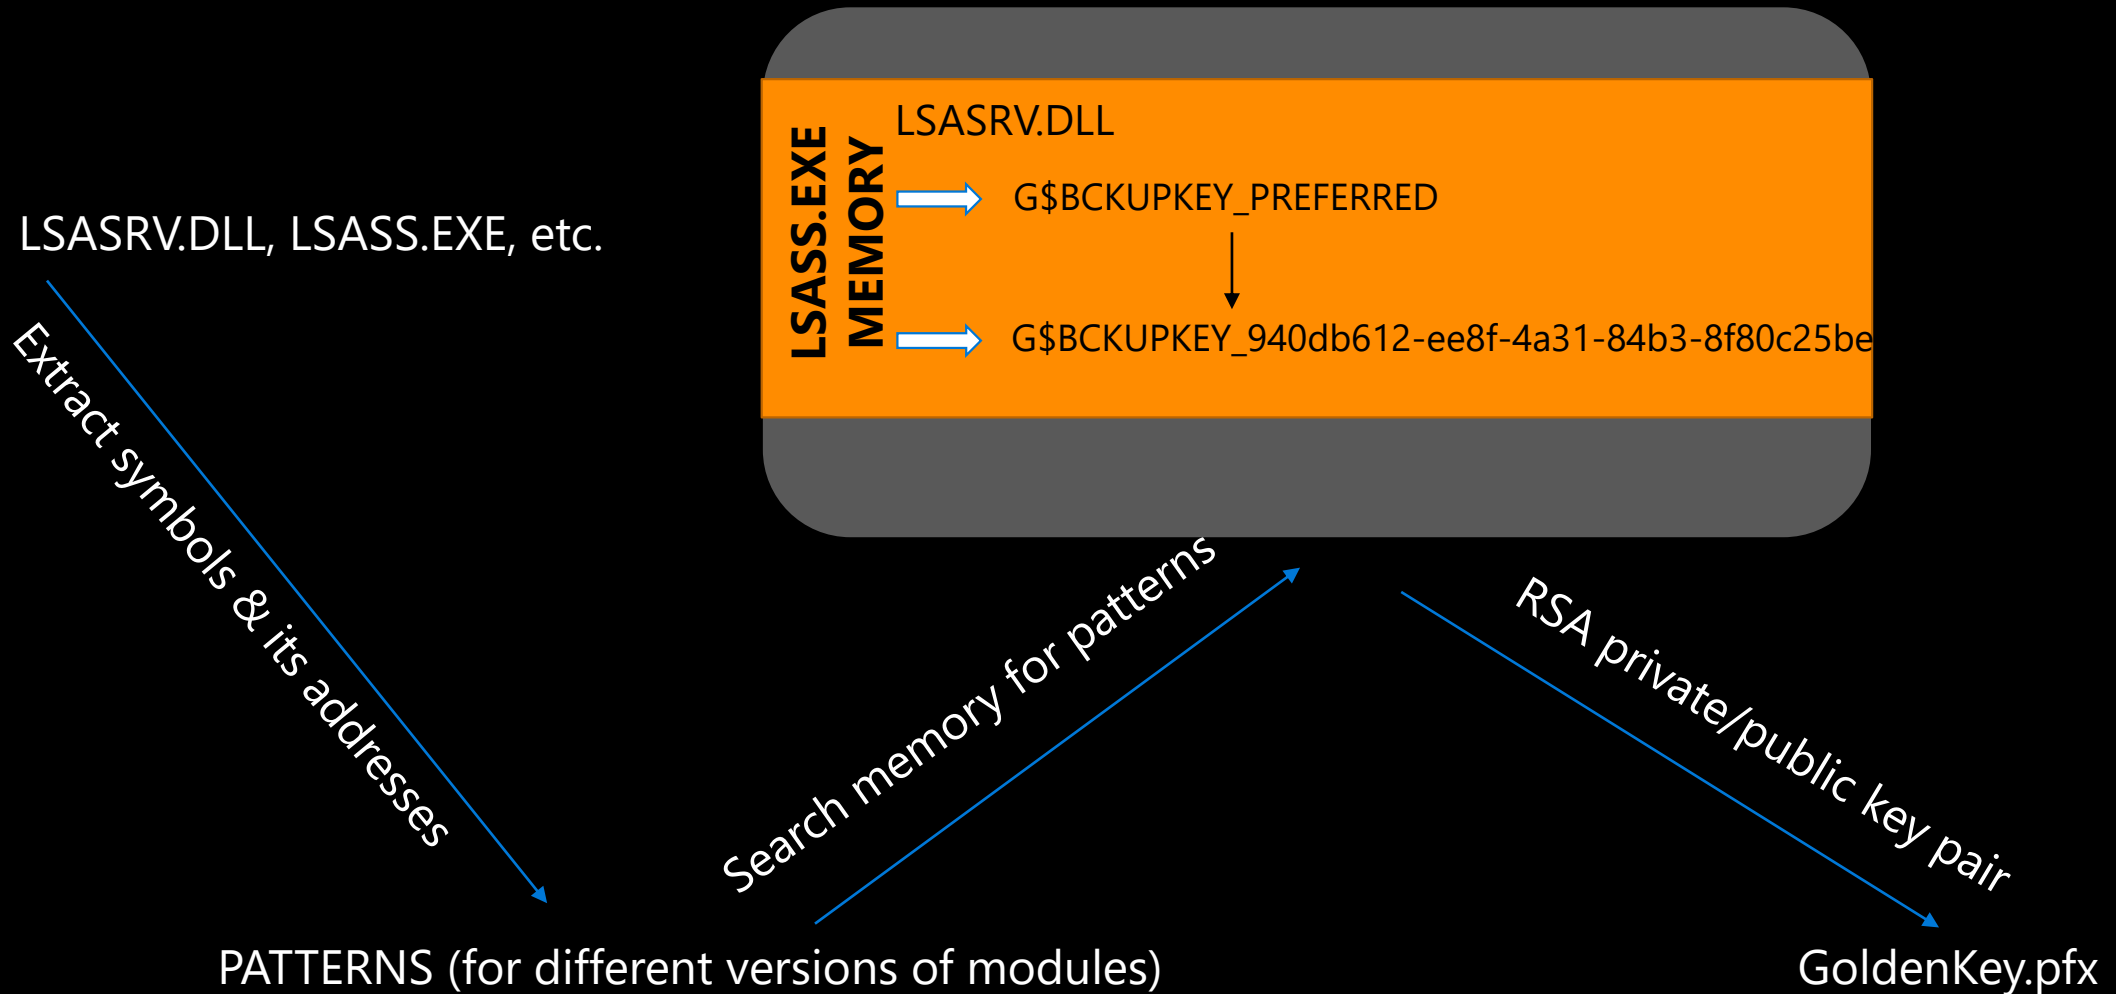 LSASRV.DLL, LSASS.EXE, etc.
Extract symbols & its addresses
PATTERNS (for different versions of modules)
Search memory for patterns
LSASS.EXE
MEMORY
LSASRV.DLL
G$BCKUPKEY_PREFERRED
G$BCKUPKEY_940db612-ee8f-4a31-84b3-8f80c25be
RSA private/public key pair
GoldenKey.pfx